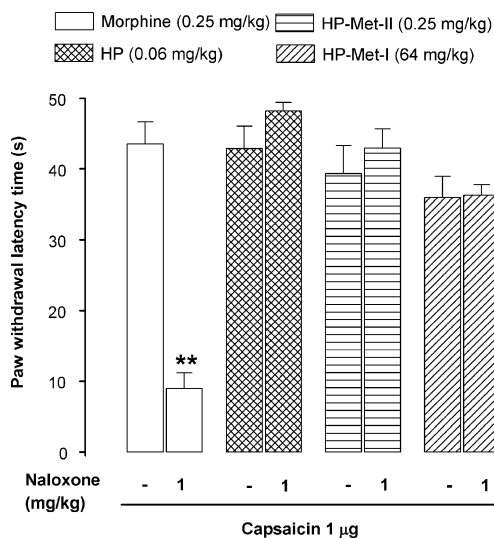 Morphine (0.25 mg/kg)
HP-Met-II (0.25 mg/kg)
HP (0.06 mg/kg)
HP-Met-I (64 mg/kg)
Paw withdrawal latency time (s)
50
40
30
20
10
0
**
Naloxone - 1 - 1 - 1 - 1
(mg/kg)
Capsaicin 1 μg